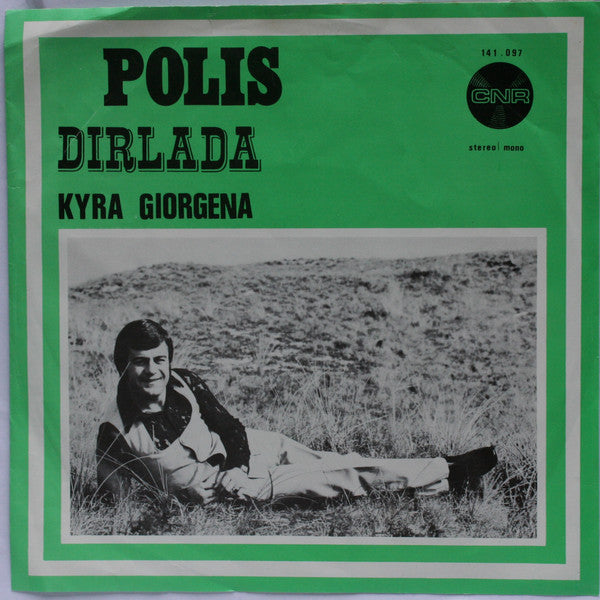 POLIS
141.097
CNR
DIRLADA
stereo | mono
KYRA GIORGENA